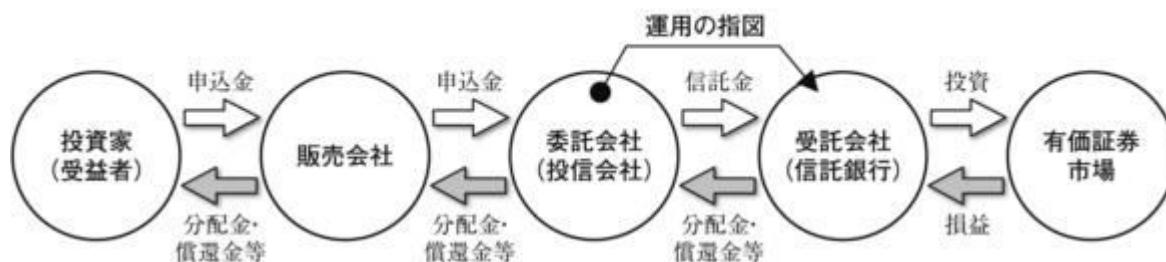 運用の指図
申込金
申込金
信託金
投資
投資家
(受益者)
販売会社
委託会社
(投信会社)
受託会社
(信託銀行)
有価証券
市場
分配金・
償還金等
分配金・
償還金等
分配金・
償還金等
損益